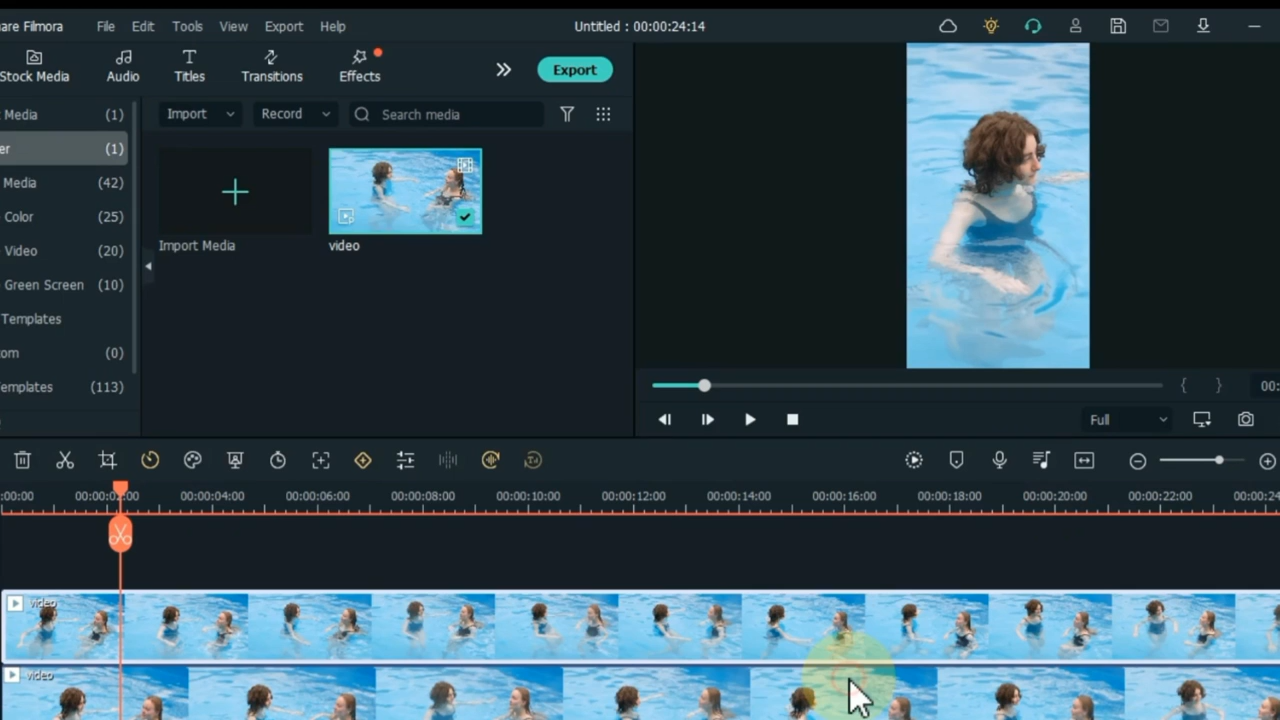 are Filmora File Edit Tools View Export Help Untitled : 00:00:24:14
Stock Media Audio Titles Transitions Effects Export
Media (1) Import Record Search media
er (1)
Media (42)
Color (25)
Video (20) Import Media video
Green Screen (10)
Templates
om (0)
emplates (113)
00:
Full
:00:00 00:00:04:00 00:00:06:00 00:00:08:00 00:00:10:00 00:00:12:00 00:00:14:00 00:00:16:00 00:00:18:00 00:00:20:00 00:00:22:00 00:00:24
video
video